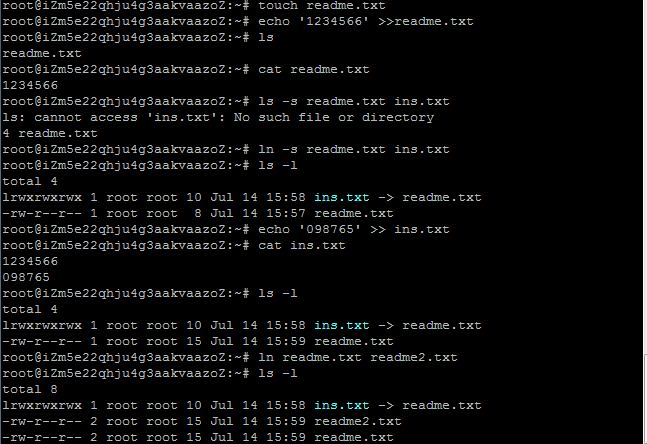 root@iZm5e22qhju4g3aakvaazoZ:~# touch readme.txt
root@iZm5e22qhju4g3aakvaazoZ:~# echo '1234566' >>readme.txt
root@iZm5e22qhju4g3aakvaazoZ:~# ls
readme.txt
root@iZm5e22qhju4g3aakvaazoZ:~# cat readme.txt
1234566
root@iZm5e22qhju4g3aakvaazoZ:~# ls -s readme.txt ins.txt
ls: cannot access 'ins.txt': No such file or directory
4 readme.txt
root@iZm5e22qhju4g3aakvaazoZ:~# ln -s readme.txt ins.txt
root@iZm5e22qhju4g3aakvaazoZ:~# ls -l
total 4
lrwxrwxrwx 1 root root 10 Jul 14 15:58 ins.txt -> readme.txt
-rw-r--r-- 1 root root  8 Jul 14 15:57 readme.txt
root@iZm5e22qhju4g3aakvaazoZ:~# echo '098765' >> ins.txt
root@iZm5e22qhju4g3aakvaazoZ:~# cat ins.txt
1234566
098765
root@iZm5e22qhju4g3aakvaazoZ:~# ls -l
total 4
lrwxrwxrwx 1 root root 10 Jul 14 15:58 ins.txt -> readme.txt
-rw-r--r-- 1 root root 15 Jul 14 15:59 readme.txt
root@iZm5e22qhju4g3aakvaazoZ:~# ln readme.txt readme2.txt
root@iZm5e22qhju4g3aakvaazoZ:~# ls -l
total 8
lrwxrwxrwx 1 root root 10 Jul 14 15:58 ins.txt -> readme.txt
-rw-r--r-- 2 root root 15 Jul 14 15:59 readme2.txt
-rw-r--r-- 2 root root 15 Jul 14 15:59 readme.txt